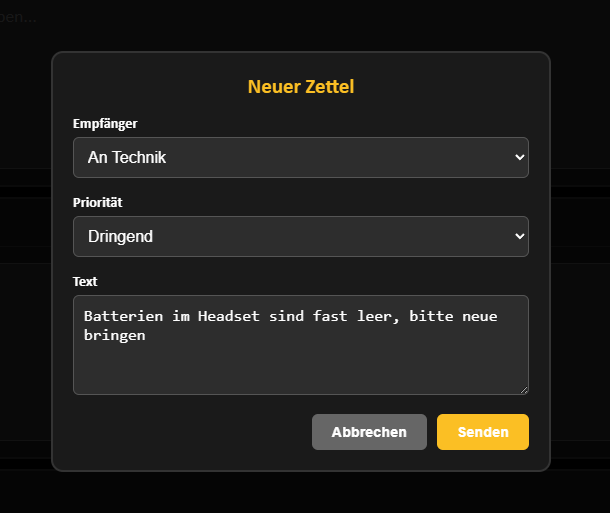 Neuer Zettel
Empfänger
An Technik
Priorität
Dringend
Text
Batterien im Headset sind fast leer, bitte neue
bringen
Abbrechen
Senden